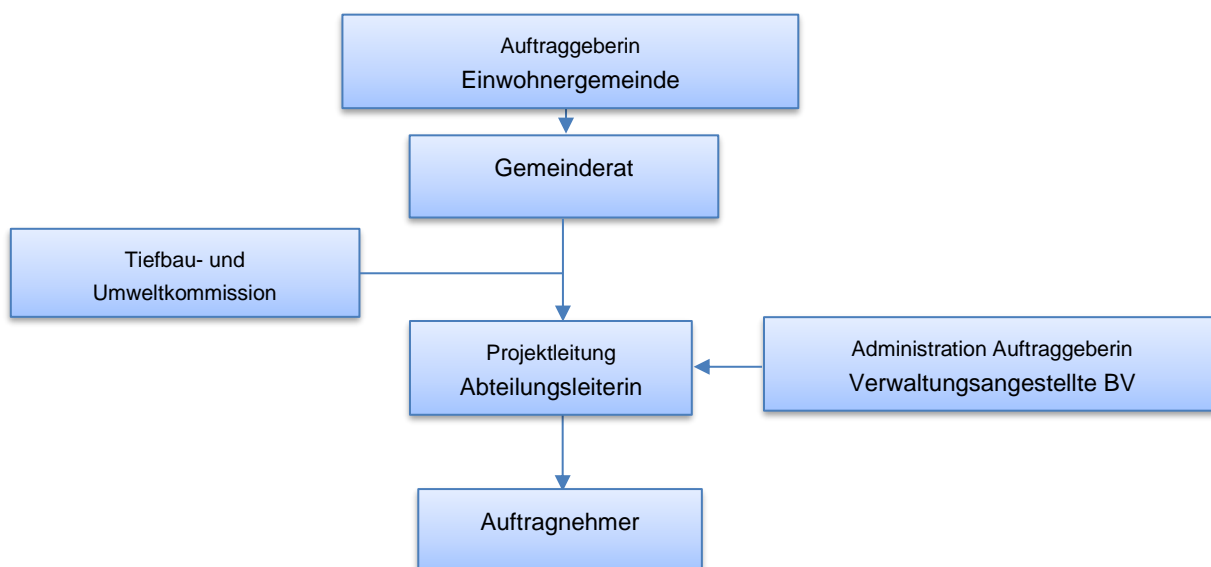 Auftraggeberin
Einwohnergemeinde
Gemeinderat
Tiefbau- und
Umweltkommission
Projektleitung
Abteilungsleiterin
Administration Auftraggeberin
Verwaltungsangestellte BV
Auftragnehmer